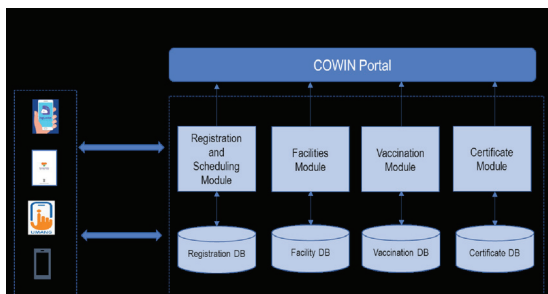 COWIN Portal
Registration
and
Scheduling
Module
Facilities
Module
Vaccination
Module
Certificate
Module
UMANG
Registration DB
Facility DB
Vaccination DB
Certificate DB